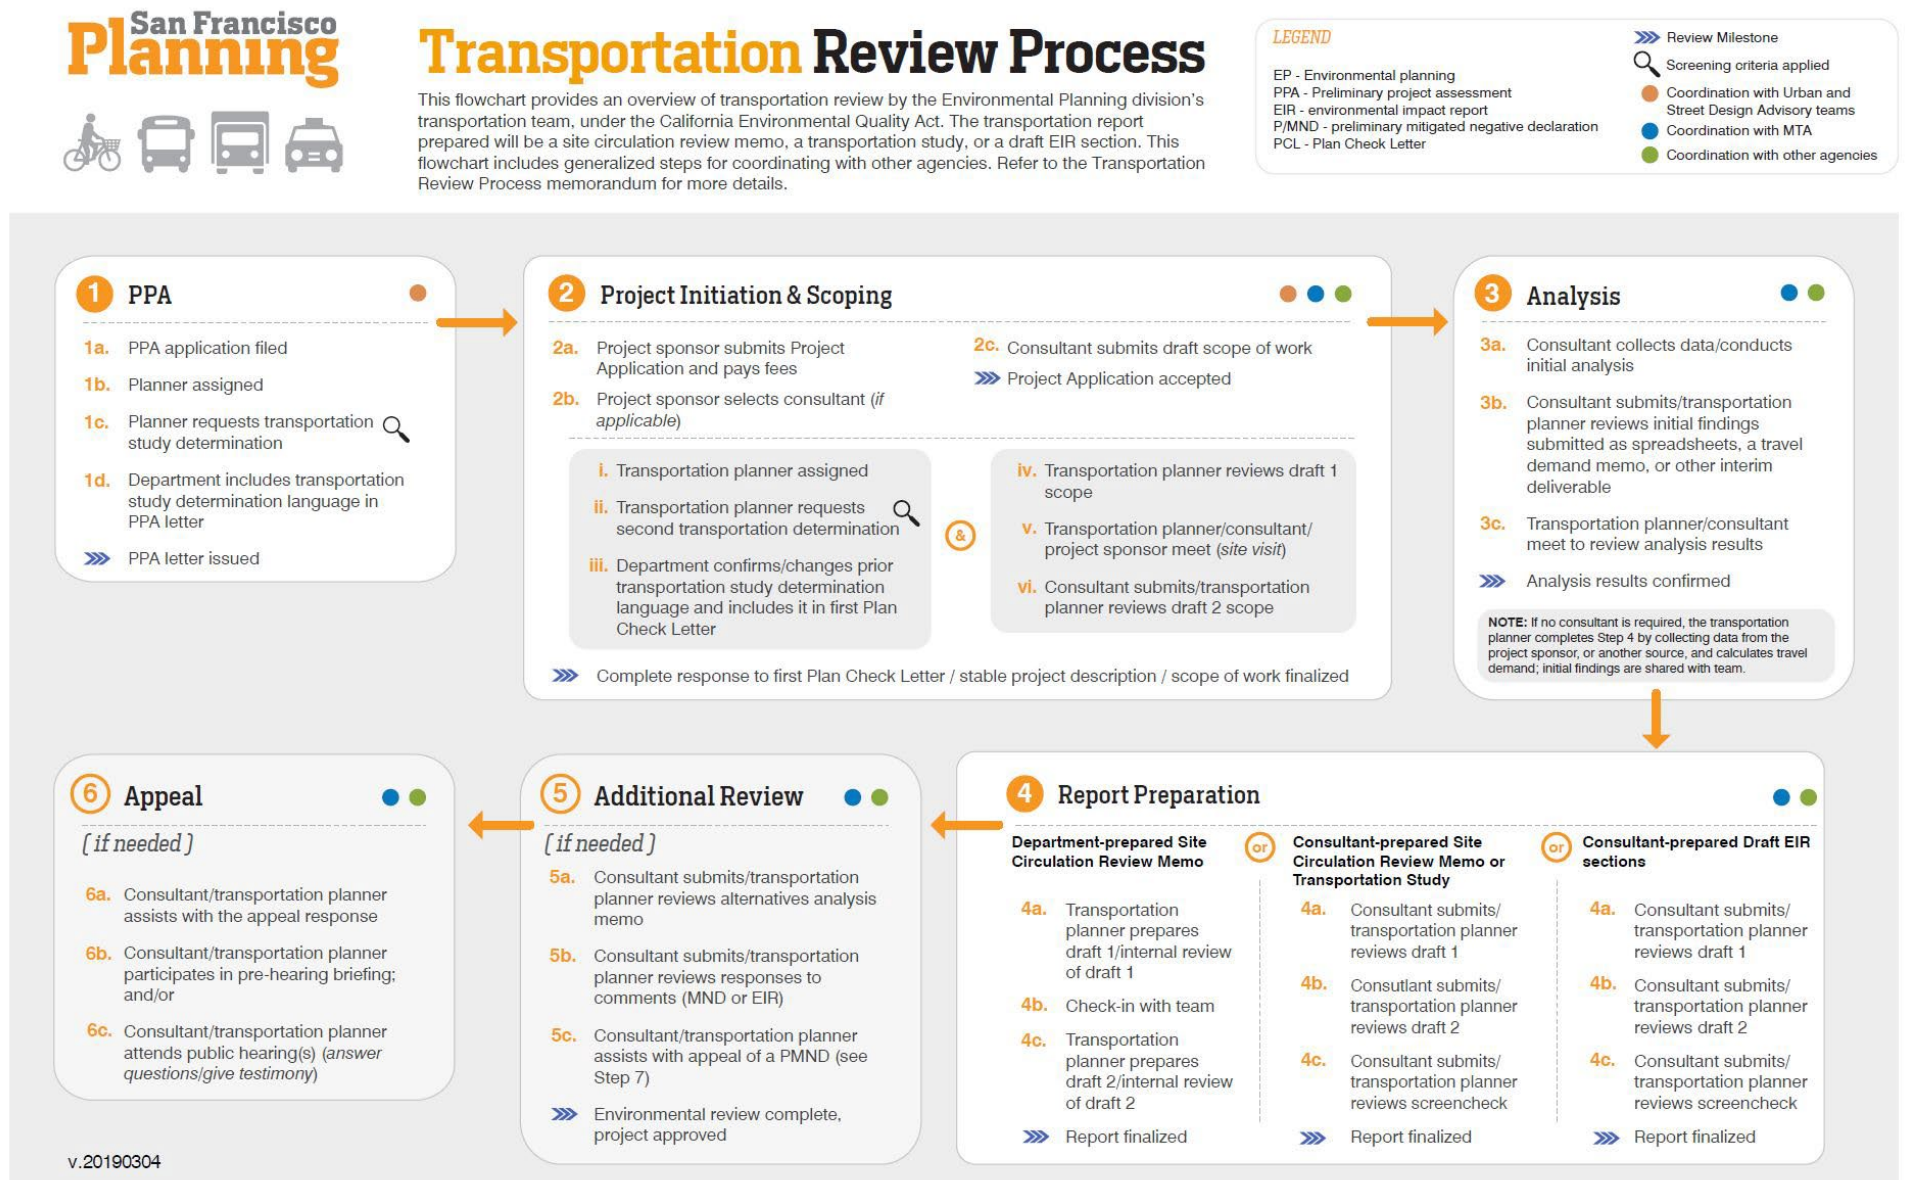 San Francisco
Planning
Transportation Review Process
This flowchart provides an overview of transportation review by the Environmental Planning division's
transportation team, under the California Environmental Quality Act. The transportation report
prepared will be a site circulation review memo, a transportation study, or a draft EIR section. This
flowchart includes generalized steps for coordinating with other agencies. Refer to the Transportation
Review Process memorandum for more details.
LEGEND
EP - Environmental planning
PPA - Preliminary project assessment
EIR - environmental impact report
P/MND - preliminary mitigated negative declaration
PCL - Plan Check Letter
Review Milestone
Screening criteria applied
Coordination with Urban and
Street Design Advisory teams
Coordination with MTA
Coordination with other agencies
1 PPA
1a. PPA application filed
1b. Planner assigned
1c. Planner requests transportation
study determination
1d. Department includes transportation
study determination language in
PPA letter
PPA letter issued
2 Project Initiation & Scoping
2a. Project sponsor submits Project
Application and pays fees
2b. Project sponsor selects consultant (if
applicable)
2c. Consultant submits draft scope of work
Project Application accepted
i. Transportation planner assigned
ii. Transportation planner requests
second transportation determination
iii. Department confirms/changes prior
transportation study determination
language and includes it in first Plan
Check Letter
&
iv. Transportation planner reviews draft 1
scope
v. Transportation planner/consultant/
project sponsor meet (site visit)
vi. Consultant submits/transportation
planner reviews draft 2 scope
Complete response to first Plan Check Letter / stable project description / scope of work finalized
3 Analysis
3a. Consultant collects data/conducts
initial analysis
3b. Consultant submits/transportation
planner reviews initial findings
submitted as spreadsheets, a travel
demand memo, or other interim
deliverable
3c. Transportation planner/consultant
meet to review analysis results
Analysis results confirmed
NOTE: If no consultant is required, the transportation
planner completes Step 4 by collecting data from the
project sponsor, or another source, and calculates travel
demand; initial findings are shared with team.
4 Report Preparation
Department-prepared Site
Circulation Review Memo
or
Consultant-prepared Site
Circulation Review Memo or
Transportation Study
or
Consultant-prepared Draft EIR
sections
4a. Transportation
planner prepares
draft 1/internal review
of draft 1
4b. Check-in with team
4c. Transportation
planner prepares
draft 2/internal review
of draft 2
Report finalized
4a. Consultant submits/
transportation planner
reviews draft 1
4b. Consutlant submits/
transportation planner
reviews draft 2
4c. Consultant submits/
transportation planner
reviews screencheck
Report finalized
4a. Consultant submits/
transportation planner
reviews draft 1
4b. Consultant submits/
transportation planner
reviews draft 2
4c. Consultant submits/
transportation planner
reviews screencheck
Report finalized
5 Additional Review
(if needed)
5a. Consultant submits/transportation
planner reviews alternatives analysis
memo
5b. Consultant submits/transportation
planner reviews responses to
comments (MND or EIR)
5c. Consultant/transportation planner
assists with appeal of a PMND (see
Step 7)
Environmental review complete,
project approved
6 Appeal
(if needed)
6a. Consultant/transportation planner
assists with the appeal response
6b. Consultant/transportation planner
participates in pre-hearing briefing;
and/or
6c. Consultant/transportation planner
attends public hearing(s) (answer
questions/give testimony)
v.20190304